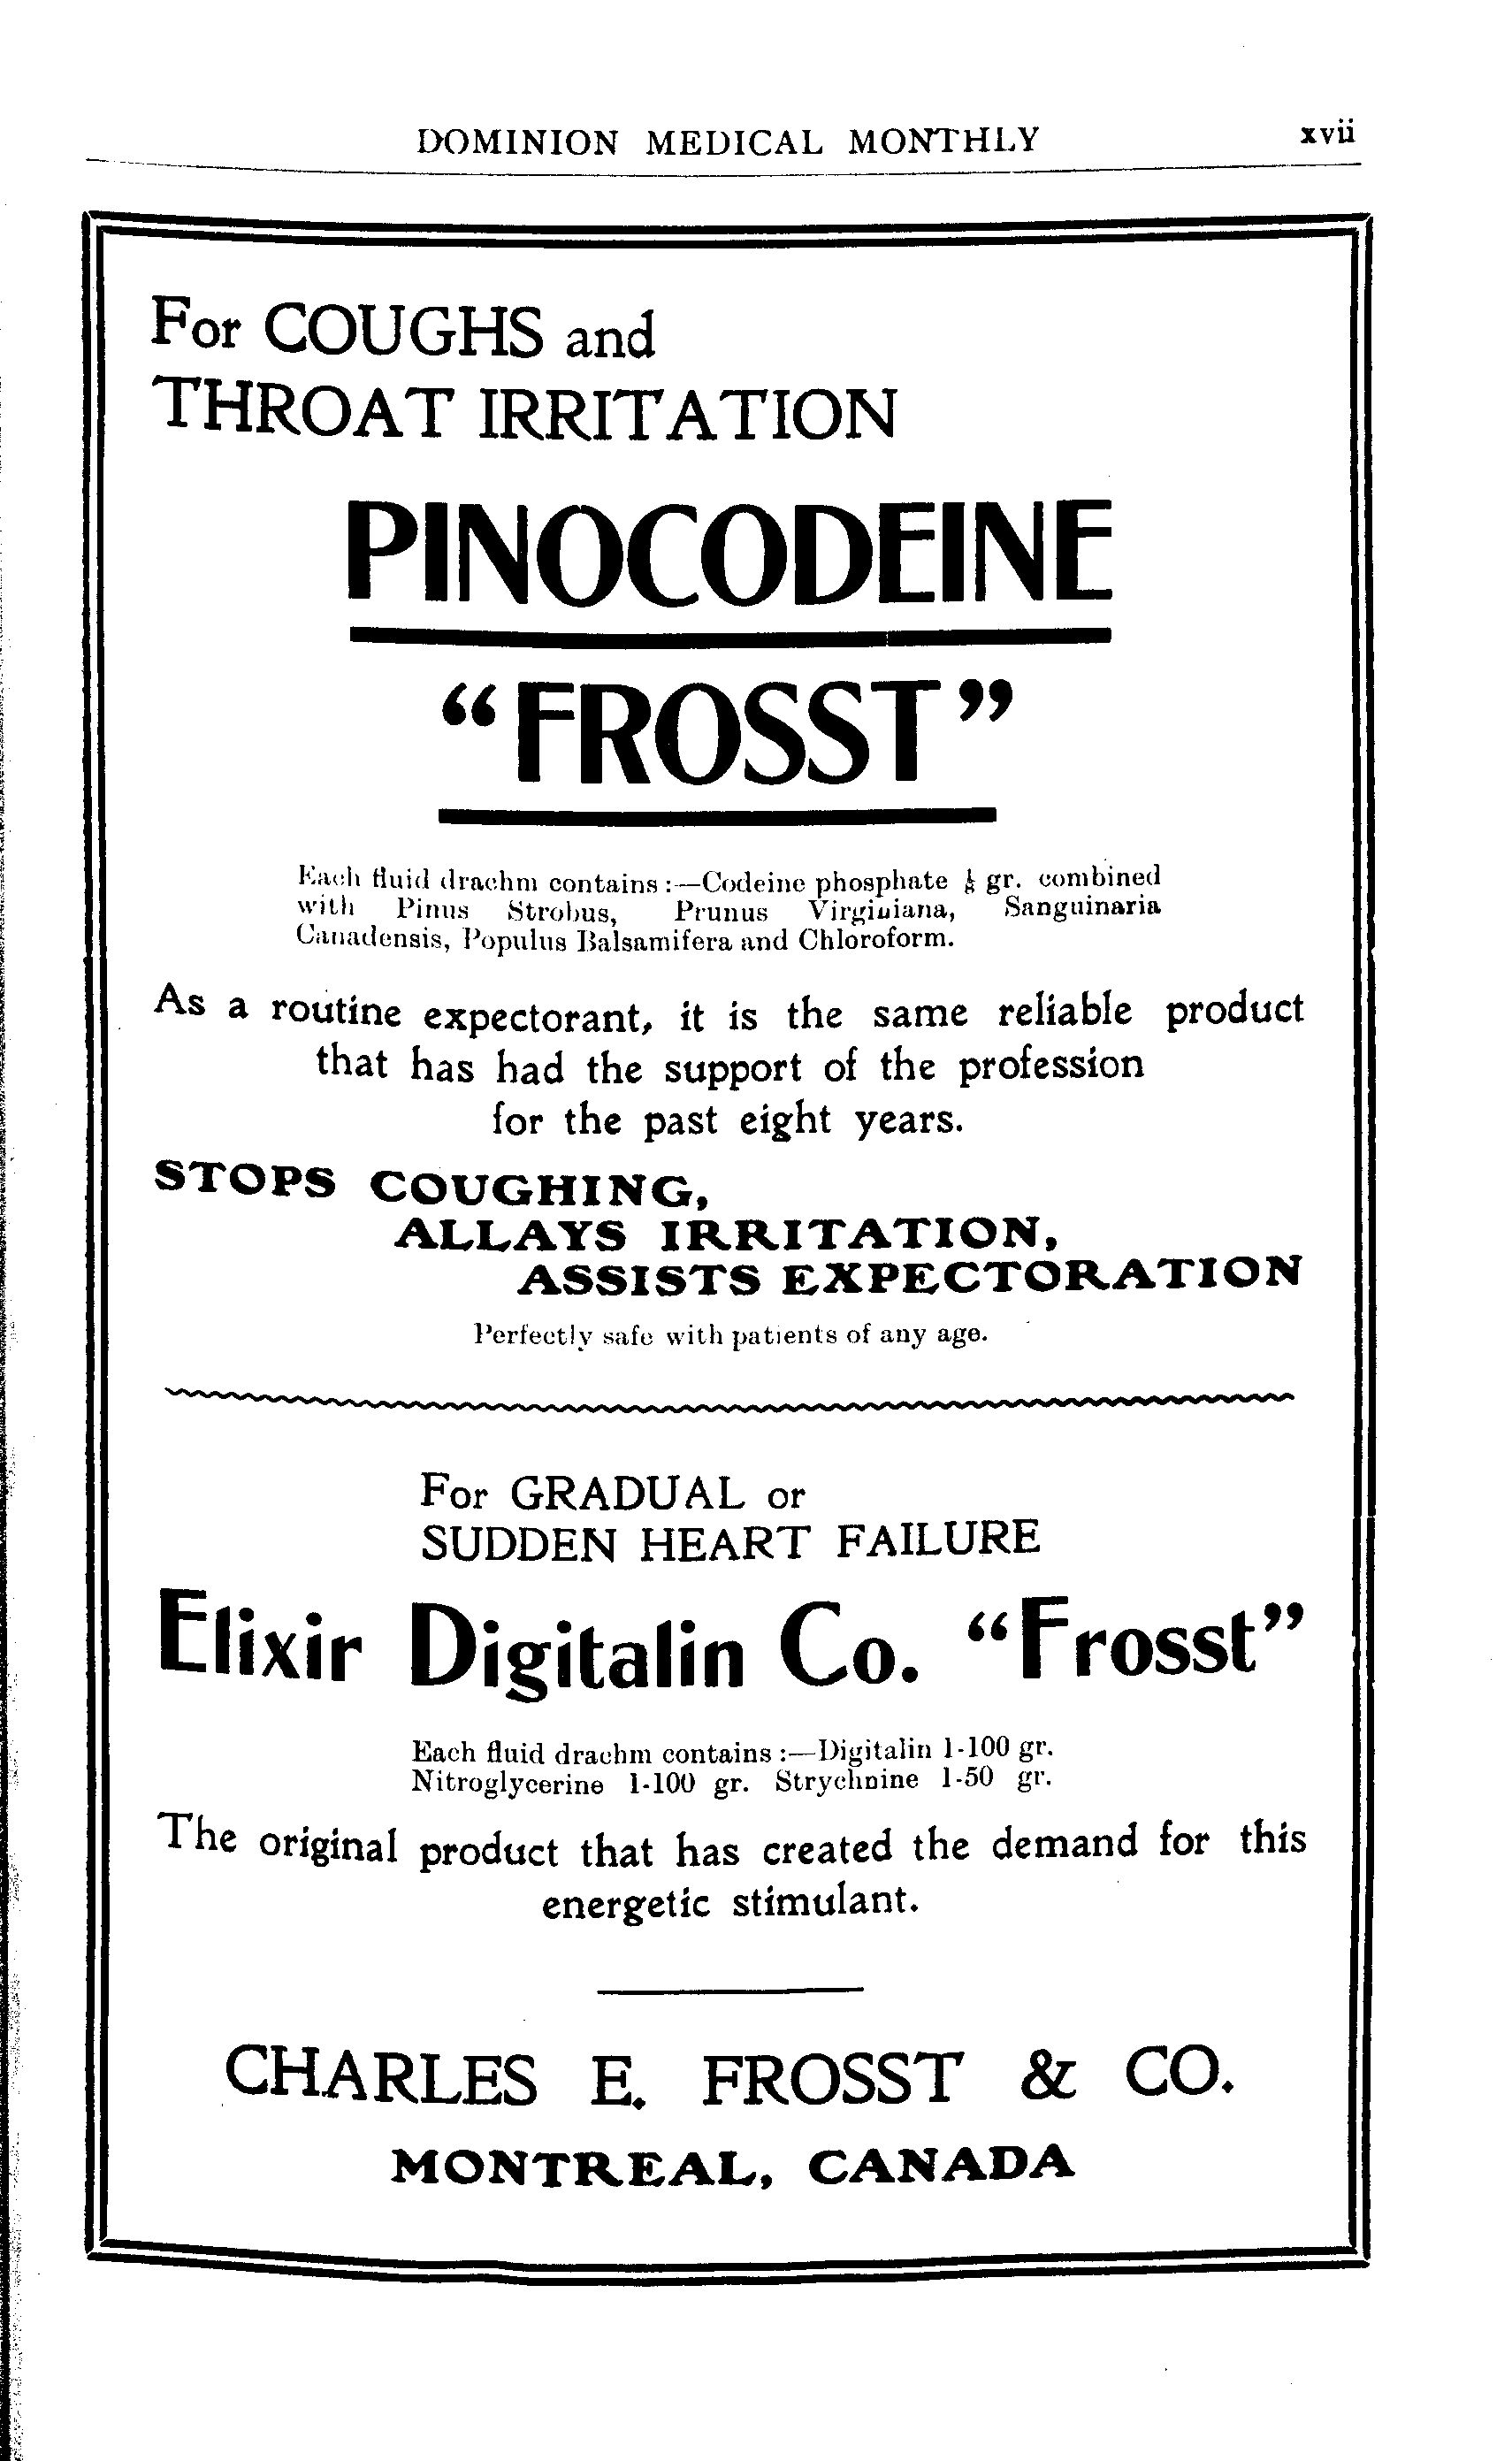 DOMINION MEDICAL MONTHLY xvii
For COUGHS and
THROAT IRRITATION
PINOCODEINE
“FROSST”
Each fluid drachm contains:—Codeine phosphate gr. combined
with Pinus Strobus, Prunus Virginiana, Sanguinaria
Canadensis, Populus Balsamifera and Chloroform.
As a routine expectorant, it is the same reliable product
that has had the support of the profession
for the past eight years.
STOPS COUGHING,
ALLAYS IRRITATION,
ASSISTS EXPECTORATION
Perfectly safe with patients of any age.
For GRADUAL or
SUDDEN HEART FAILURE
Elixir Digitalin Co. “Frosst”
Each fluid drachm contains:—Digitalin 1-100 gr.
Nitroglycerine 1-100 gr. Strychnine 1-50 gr.
The original product that has created the demand for this
energetic stimulant.
CHARLES E. FROSST & CO.
MONTREAL, CANADA